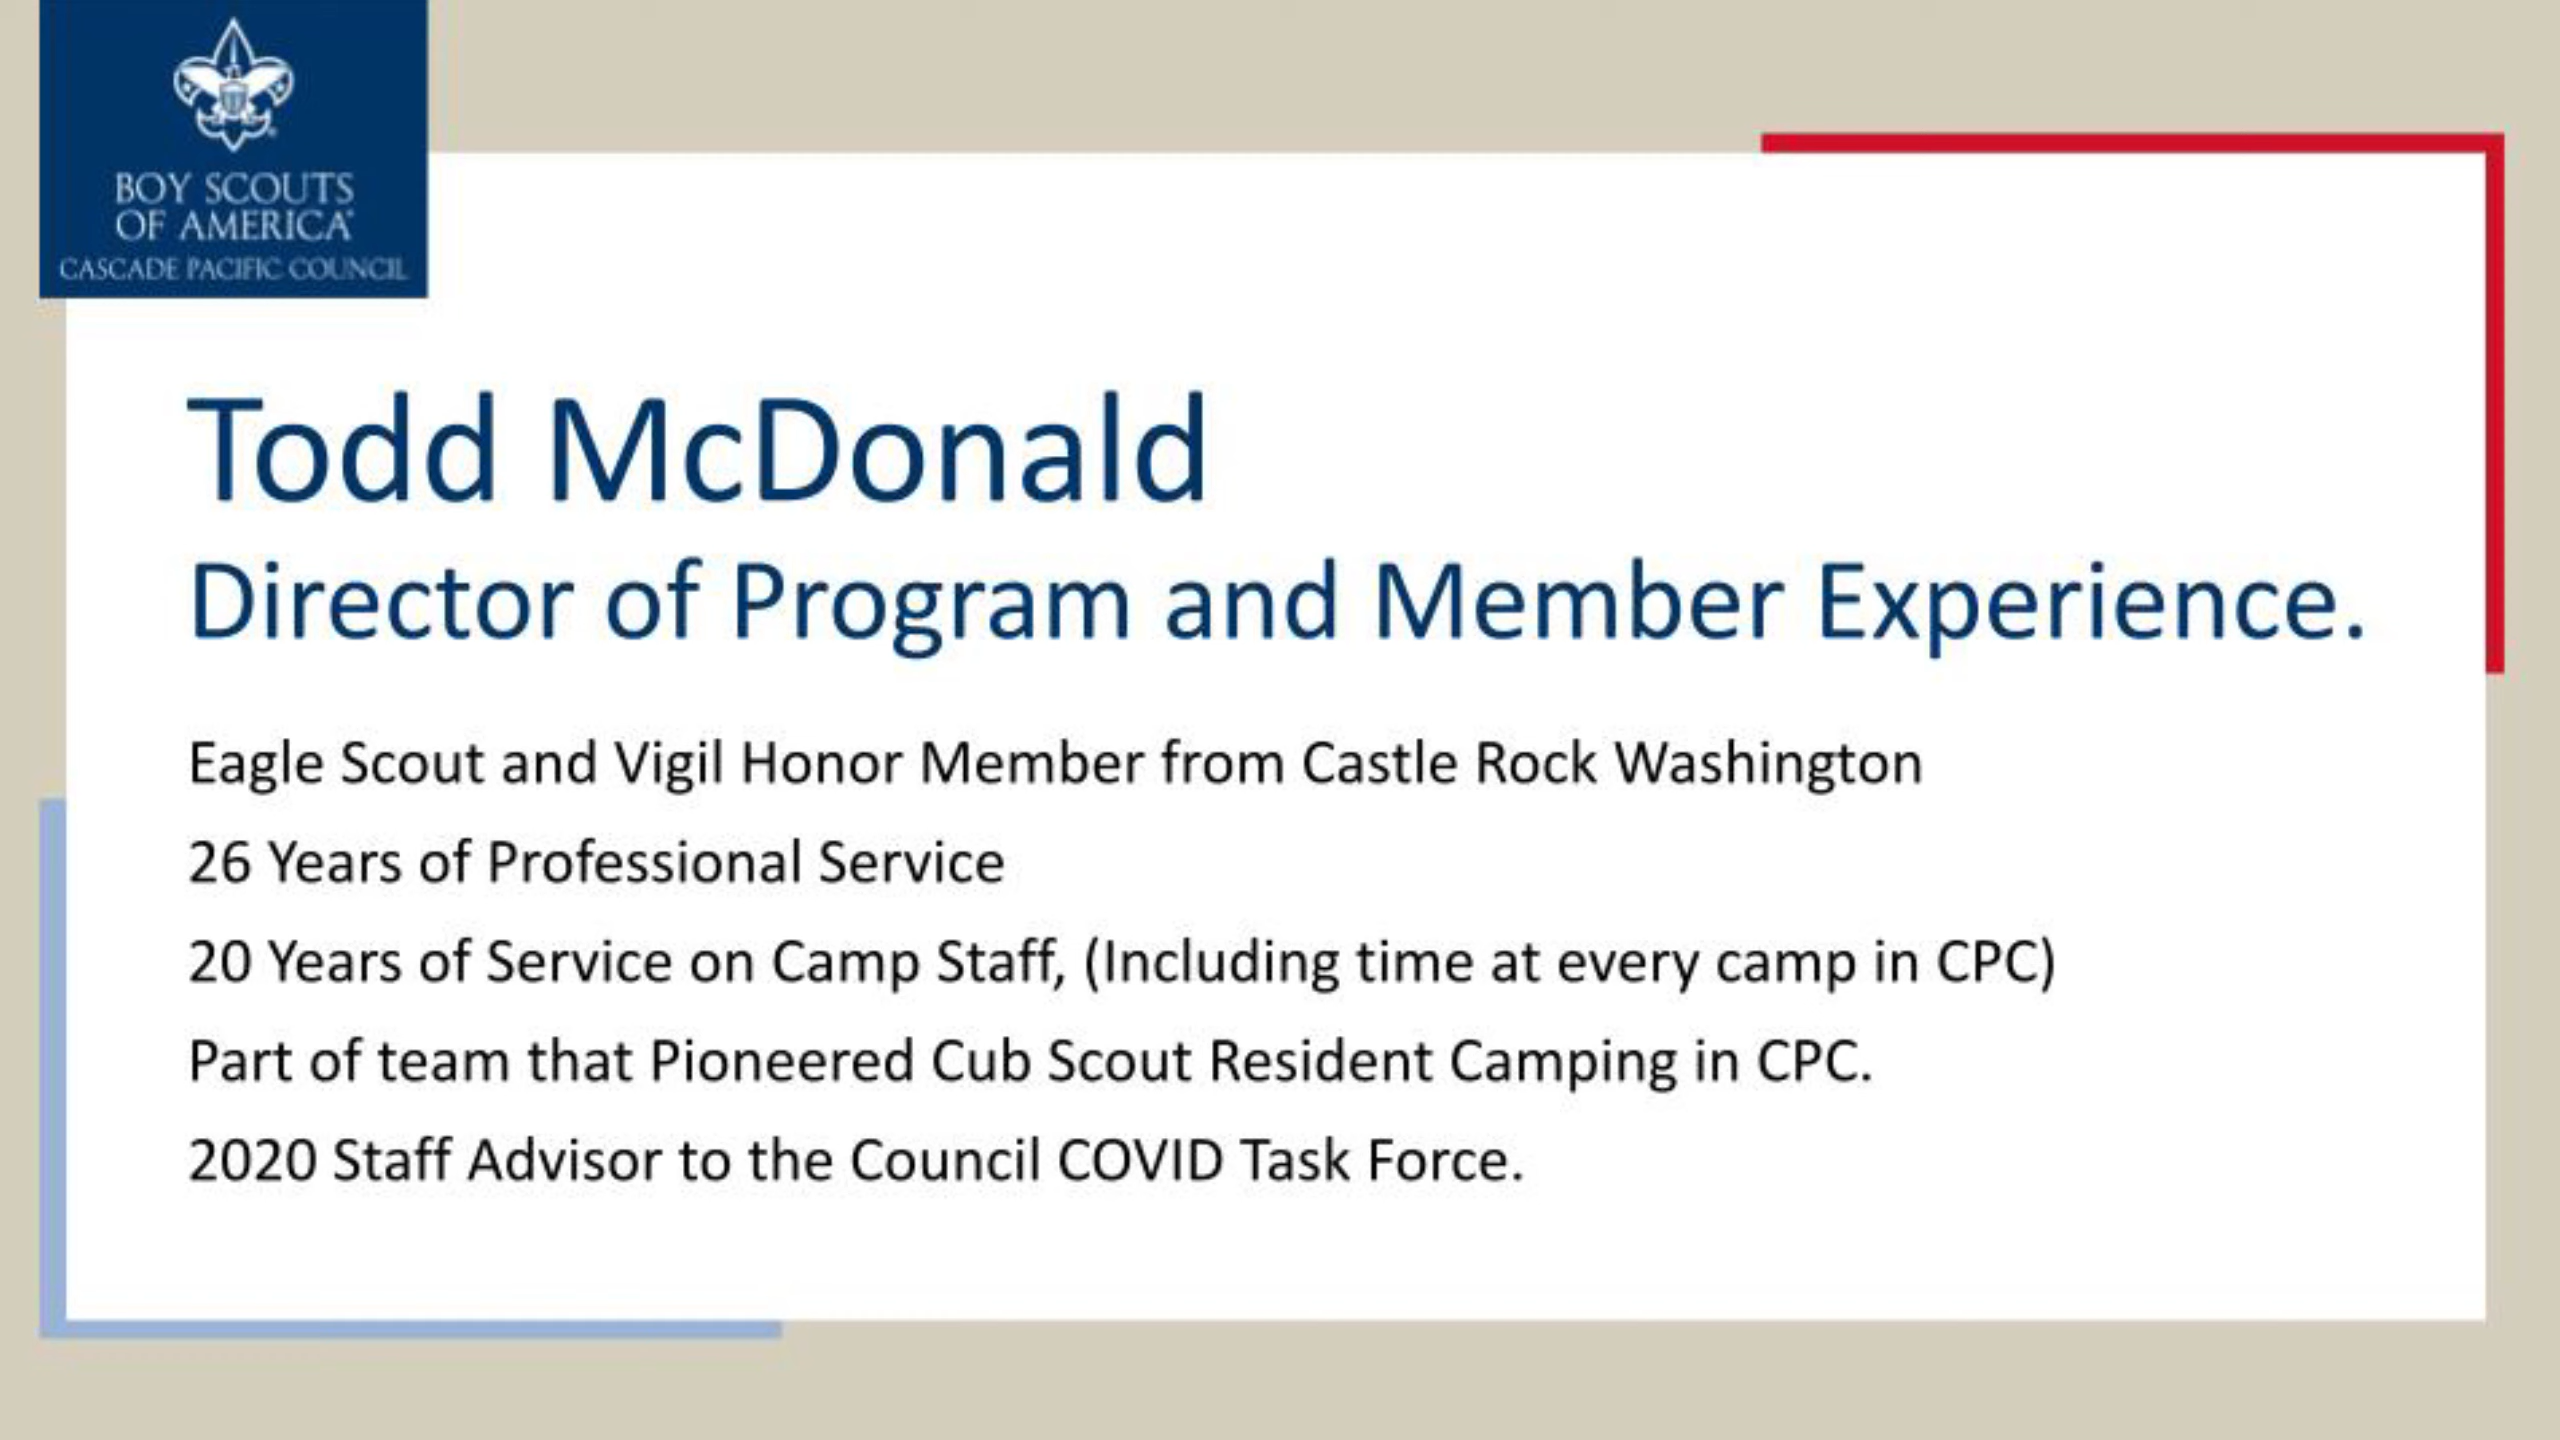 BOY SCOUTS
OF AMERICA®
CASCADE PACIFIC COUNCIL
Todd McDonald
Director of Program and Member Experience.
Eagle Scout and Vigil Honor Member from Castle Rock Washington
26 Years of Professional Service
20 Years of Service on Camp Staff, (Including time at every camp in CPC)
Part of team that Pioneered Cub Scout Resident Camping in CPC.
2020 Staff Advisor to the Council COVID Task Force.